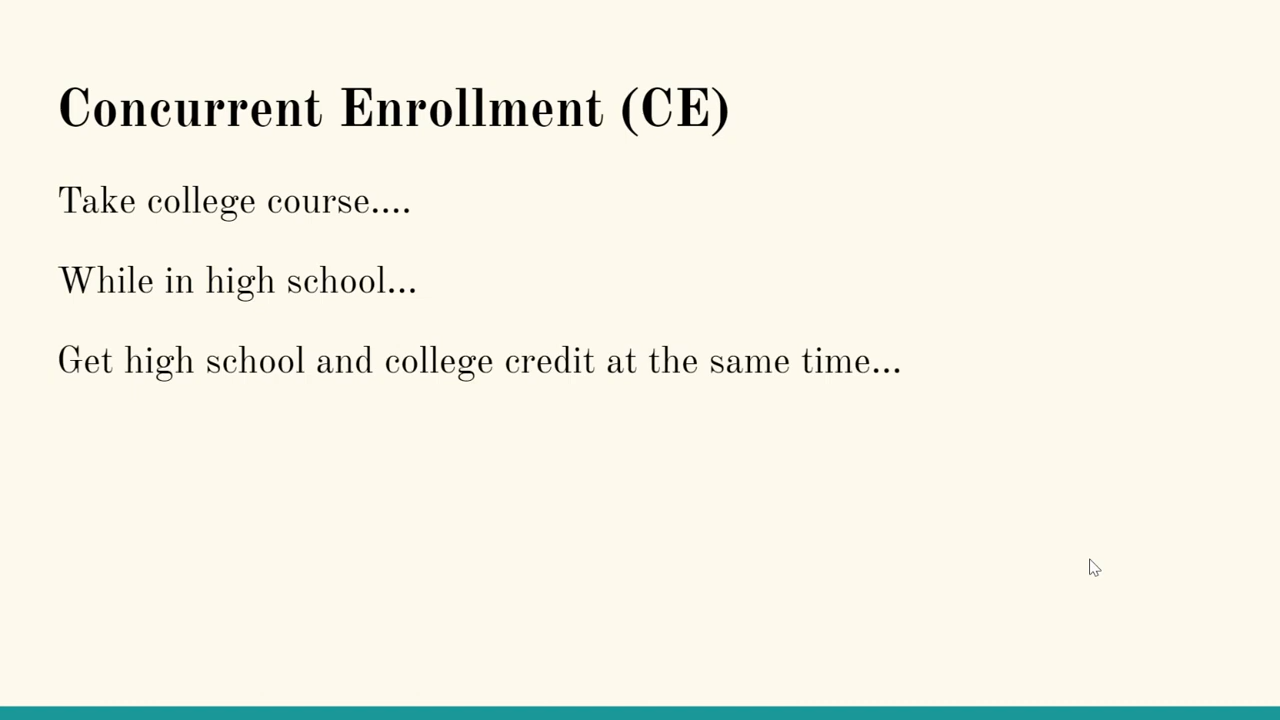 Concurrent Enrollment (CE)
Take college course....
While in high school...
Get high school and college credit at the same time...